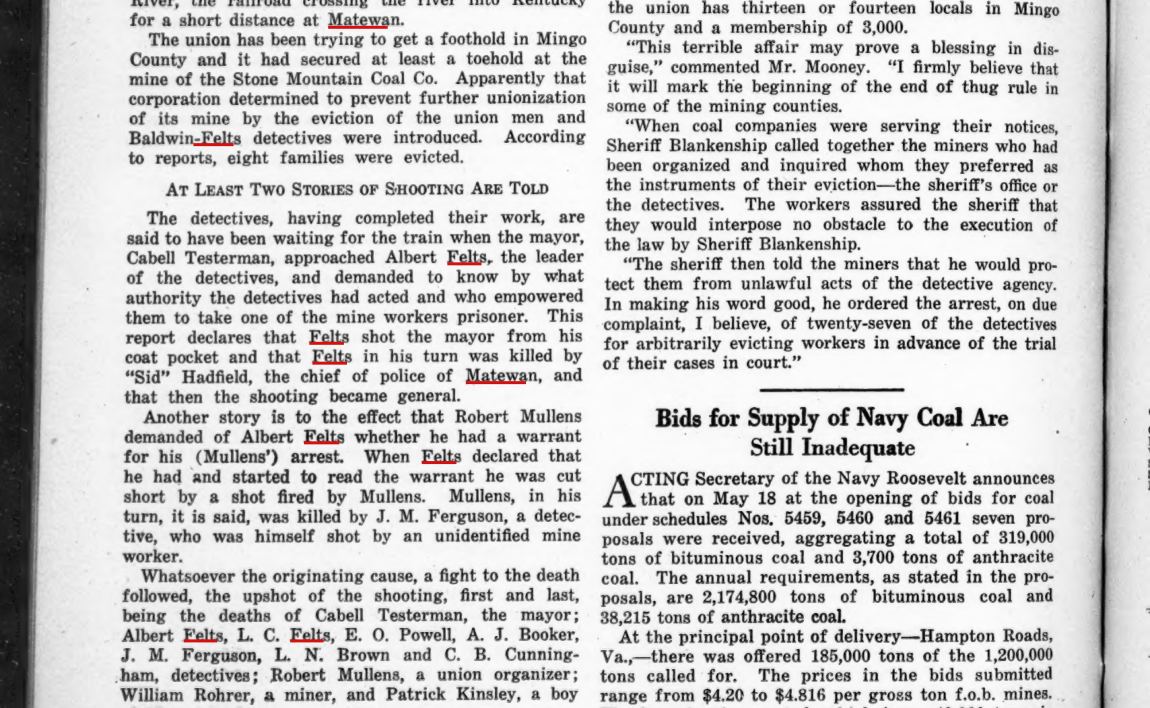 River, the railroad crossing the river into Kentucky
for a short distance at Matewan.
The union has been trying to get a foothold in Mingo
County and it had secured at least a toehold at the
mine of the Stone Mountain Coal Co. Apparently that
corporation determined to prevent further unionization
of its mine by the eviction of the union men and
Baldwin-Felts detectives were introduced. According
to reports, eight families were evicted.
AT LEAST TWO STORIES OF SHOOTING ARE TOLD
The detectives, having completed their work, are
said to have been waiting for the train when the mayor,
Cabell Testerman, approached Albert Felts, the leader
of the detectives, and demanded to know by what
authority the detectives had acted and who empowered
them to take one of the mine workers prisoner. This
report declares that Felts shot the mayor from his
coat pocket and that Felts in his turn was killed by
“Sid” Hadfield, the chief of police of Matewan, and
that then the shooting became general.
Another story is to the effect that Robert Mullens
demanded of Albert Felts whether he had a warrant
for his (Mullens’) arrest. When Felts declared that
he had and started to read the warrant he was cut
short by a shot fired by Mullens. Mullens, in his
turn, it is said, was killed by J. M. Ferguson, a detec-
tive, who was himself shot by an unidentified mine
worker.
Whatsoever the originating cause, a fight to the death
followed, the upshot of the shooting, first and last,
being the deaths of Cabell Testerman, the mayor;
Albert Felts, L. C. Felts, E. O. Powell, A. J. Booker,
J. M. Ferguson, L. N. Brown and C. B. Cunning-
ham, detectives; Robert Mullens, a union organizer;
William Rohrer, a miner, and Patrick Kinsley, a boy
the union has thirteen or fourteen locals in Mingo
County and a membership of 3,000.
“This terrible affair may prove a blessing in dis-
guise,” commented Mr. Mooney. “I firmly believe that
it will mark the beginning of the end of thug rule in
some of the mining counties.
“When coal companies were serving their notices,
Sheriff Blankenship called together the miners who had
been organized and inquired whom they preferred as
the instruments of their eviction—the sheriff’s office or
the detectives. The workers assured the sheriff that
they would interpose no obstacle to the execution of
the law by Sheriff Blankenship.
“The sheriff then told the miners that he would pro-
tect them from unlawful acts of the detective agency.
In making his word good, he ordered the arrest, on due
complaint, I believe, of twenty-seven of the detectives
for arbitrarily evicting workers in advance of the trial
of their cases in court.”
Bids for Supply of Navy Coal Are
Still Inadequate
ACTING Secretary of the Navy Roosevelt announces
that on May 18 at the opening of bids for coal
under schedules Nos. 5459, 5460 and 5461 seven pro-
posals were received, aggregating a total of 319,000
tons of bituminous coal and 3,700 tons of anthracite
coal. The annual requirements, as stated in the pro-
posals, are 2,174,800 tons of bituminous coal and
38,215 tons of anthracite coal.
At the principal point of delivery—Hampton Roads,
Va.,—there was offered 185,000 tons of the 1,200,000
tons called for. The prices in the bids submitted
range from $4.20 to $4.816 per gross ton f.o.b. mines.